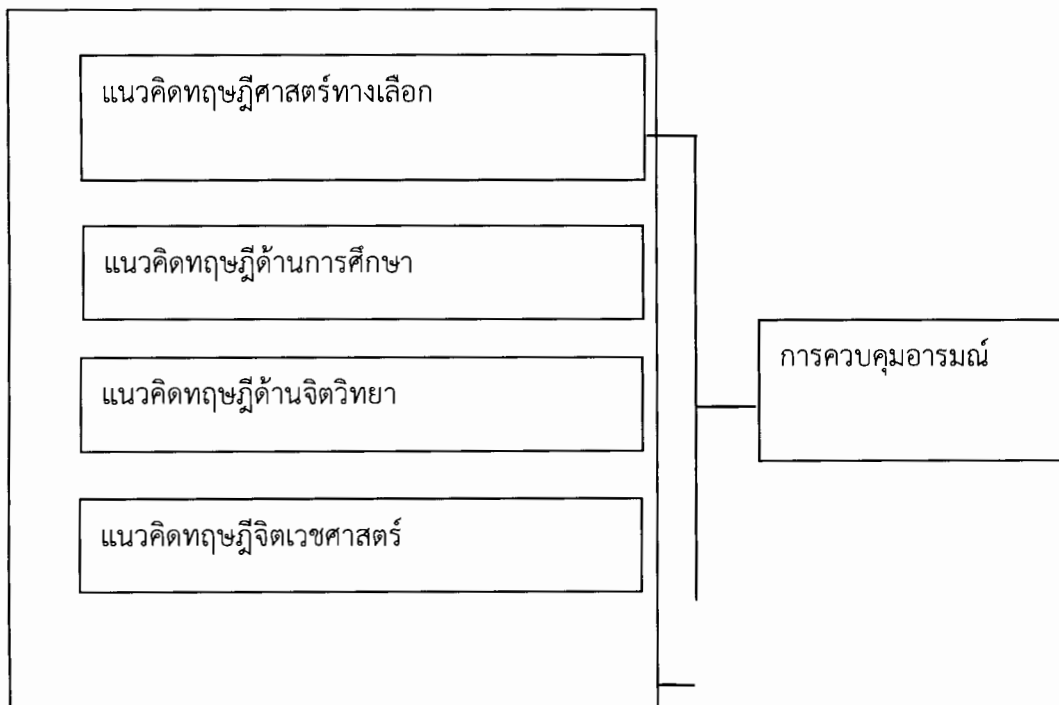 แนวคิดทฤษฎีศาสตร์ทางเลือก
แนวคิดทฤษฎีด้านการศึกษา
แนวคิดทฤษฎีด้านจิตวิทยา
แนวคิดทฤษฎีจิตเวชศาสตร์
การควบคุมอารมณ์